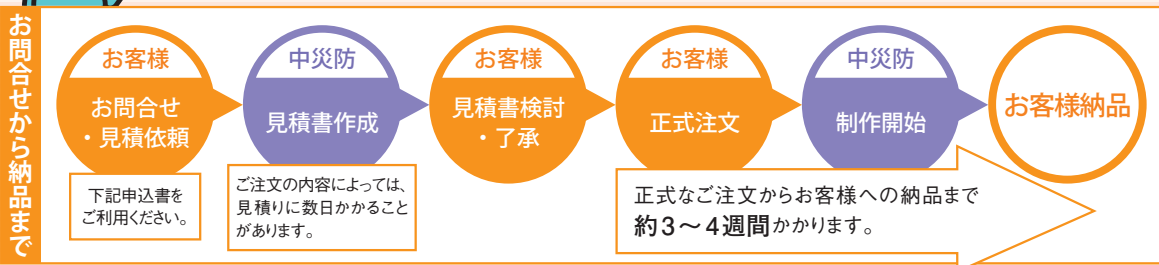 お問合せから納品まで
お客様
お問合せ
・見積依頼
下記申込書を
ご利用ください。
中災防
見積書作成
ご注文の内容によっては、
見積りに数日かかること
があります。
お客様
見積書検討
・了承
お客様
正式注文
中災防
制作開始
正式なご注文からお客様への納品まで
約3〜4週間かかります。
お客様納品